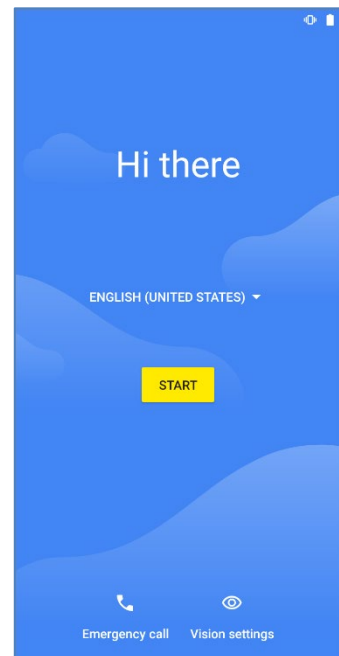 Hi there
ENGLISH (UNITED STATES)
START
Emergency call Vision settings